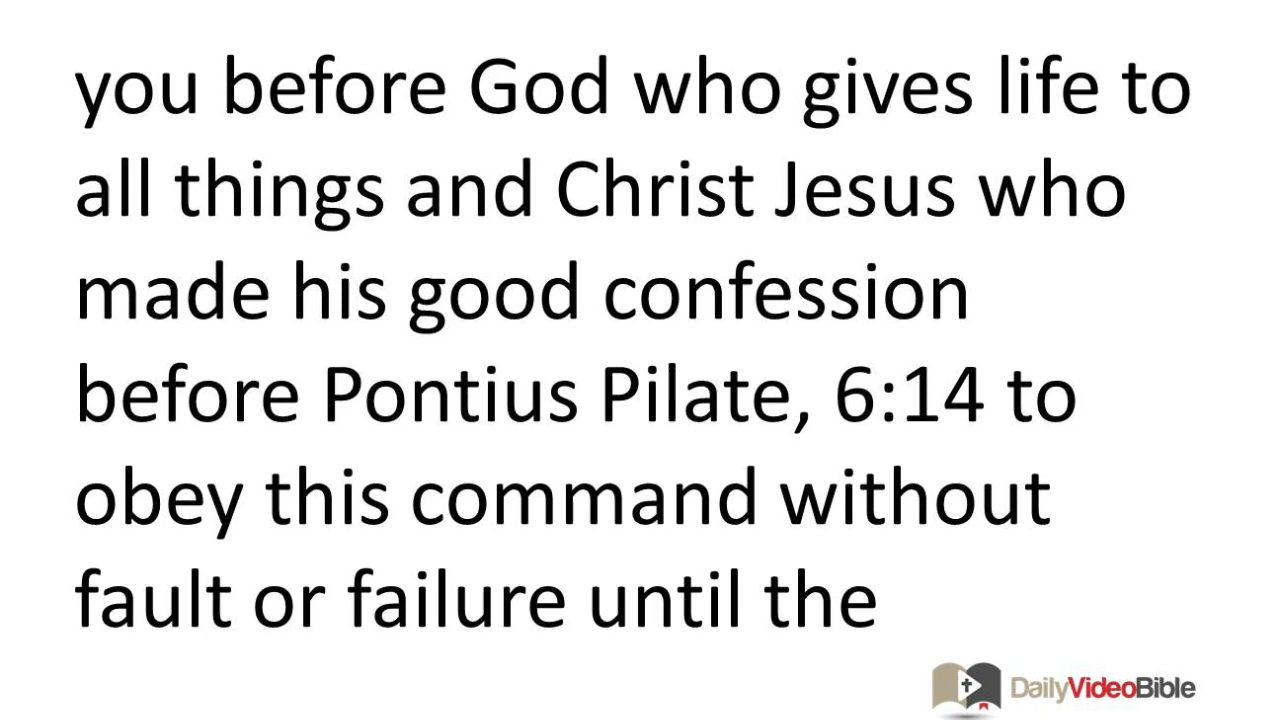 you before God who gives life to
all things and Christ Jesus who
made his good confession
before Pontius Pilate, 6:14 to
obey this command without
fault or failure until the
DailyVideoBible